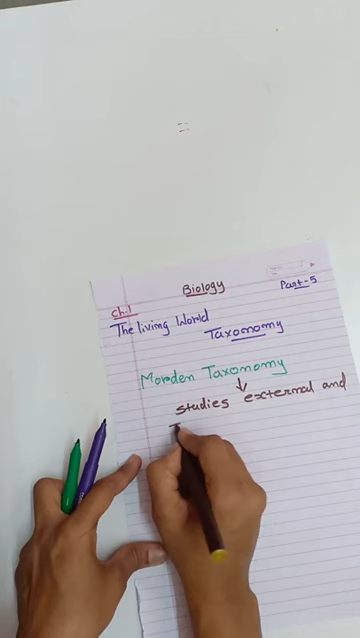 Biology
Part-5
Ch.1
The living World
Taxonomy
Morden Taxonomy
studies external and